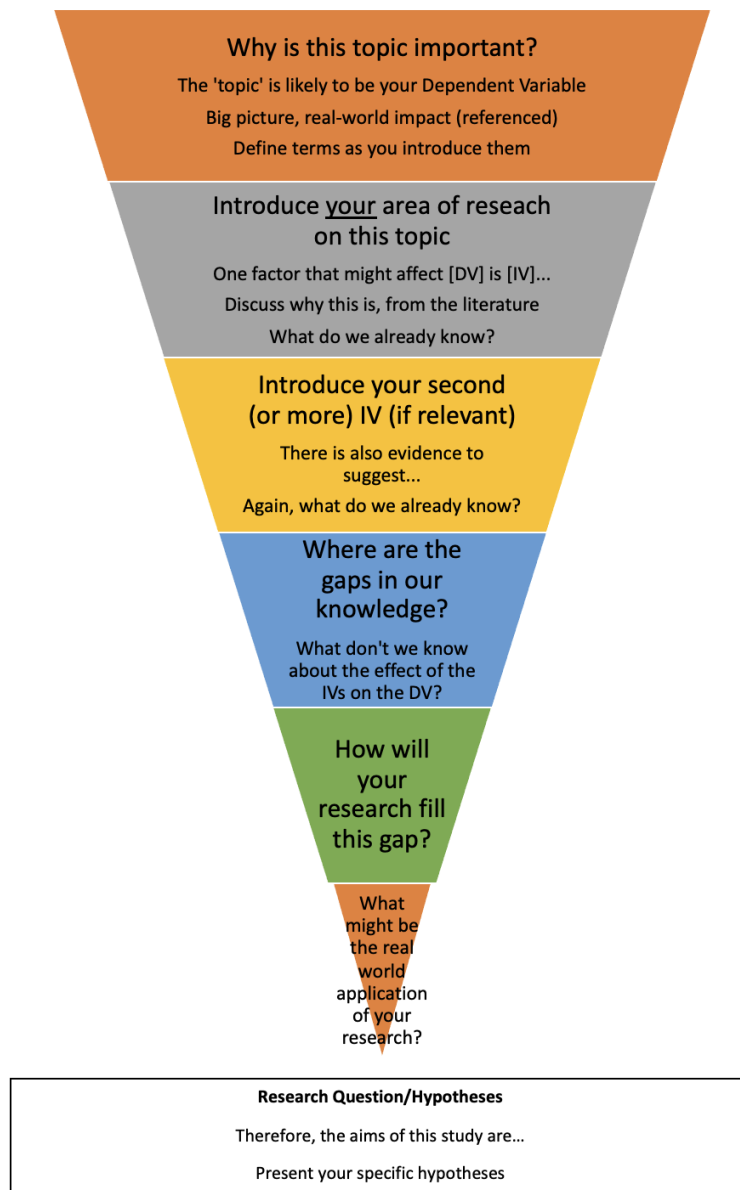 Why is this topic important?
The 'topic' is likely to be your Dependent Variable
Big picture, real-world impact (referenced)
Define terms as you introduce them
Introduce your area of reseach
on this topic
One factor that might affect [DV] is [IV]...
Discuss why this is, from the literature
What do we already know?
Introduce your second
(or more) IV (if relevant)
There is also evidence to
suggest...
Again, what do we already know?
Where are the
gaps in our
knowledge?
What don't we know
about the effect of the
IVs on the DV?
How will
your
research fill
this gap?
What
might be
the real
world
application
of your
research?
Research Question/Hypotheses
Therefore, the aims of this study are...
Present your specific hypotheses